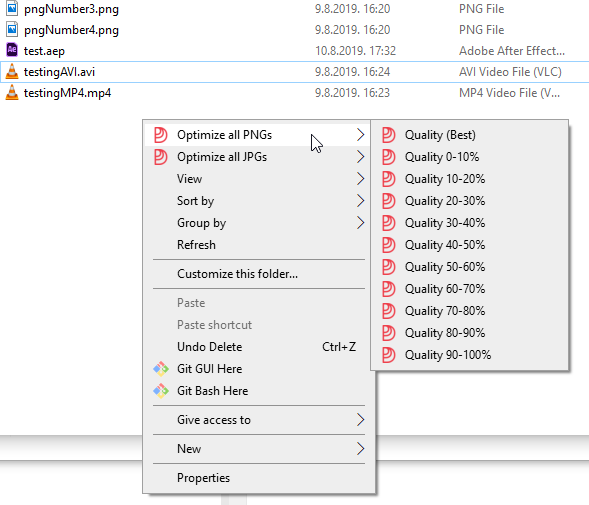 pngNumber3.png 9.8.2019. 16:20 PNG File
pngNumber4.png 9.8.2019. 16:20 PNG File
Ae test.aep 10.8.2019. 17:32 Adobe After Effect...
testingAVI.avi 9.8.2019. 16:24 AVI Video File (VLC)
testingMP4.mp4 9.8.2019. 16:23 MP4 Video File (V...
Optimize all PNGs
Optimize all JPGs
View
Sort by
Group by
Refresh
Customize this folder...
Paste
Paste shortcut
Undo Delete Ctrl+Z
Git GUI Here
Git Bash Here
Give access to
New
Properties
Quality (Best)
Quality 0-10%
Quality 10-20%
Quality 20-30%
Quality 30-40%
Quality 40-50%
Quality 50-60%
Quality 60-70%
Quality 70-80%
Quality 80-90%
Quality 90-100%